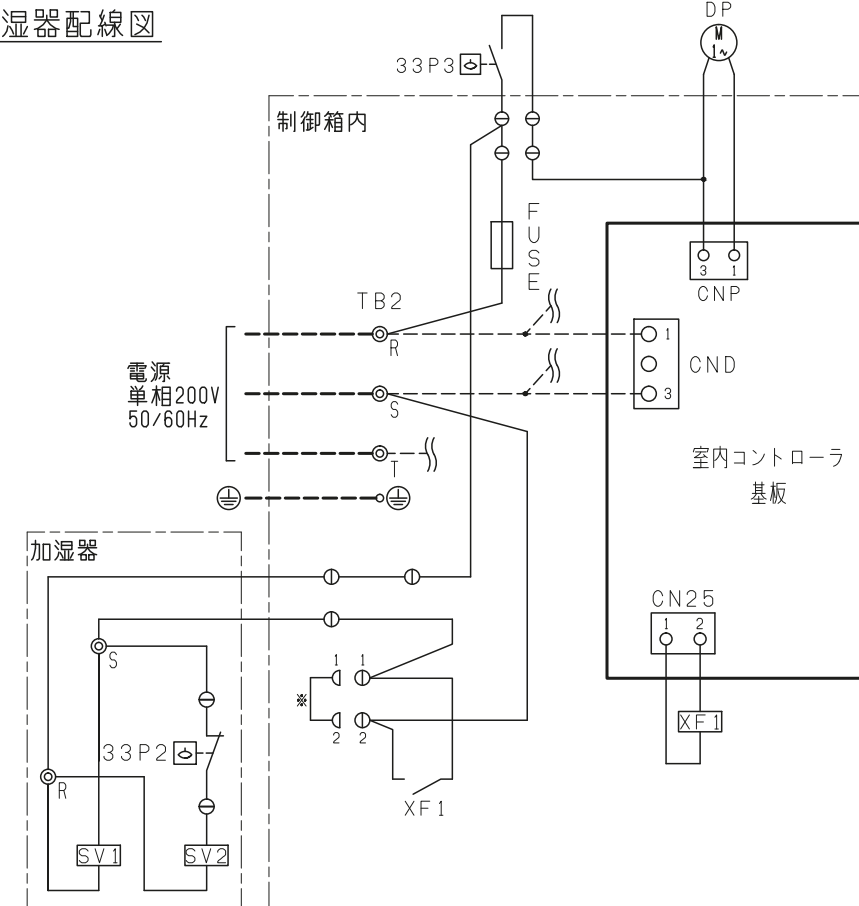 湿器配線図
DP
M
1~
33P3
制御箱内
FUSE
3 1
CNP
TB2
R
1
CND
電源
単相200V
50/60Hz
S
3
T
室内コントローラ
基板
加湿器
CN25
1 2
S
1 1
※
XF1
33P2
2 2
R
XF1
SV1
SV2